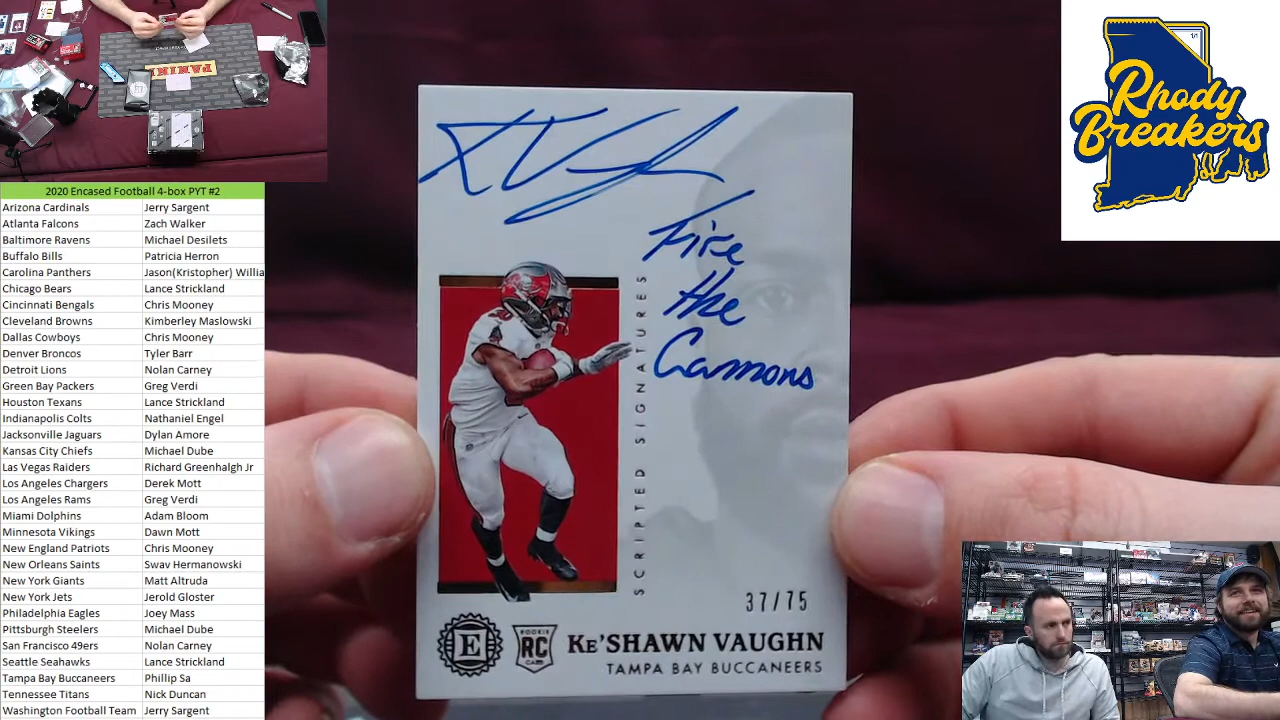 PANINI
2020 Encased Football 4-box PYT #2
Arizona Cardinals Jerry Sargent
Atlanta Falcons Zach Walker
Baltimore Ravens Michael Desilets
Buffalo Bills Patricia Herron
Carolina Panthers Jason(Kristopher) Willia
Chicago Bears Lance Strickland
Cincinnati Bengals Chris Mooney
Cleveland Browns Kimberley Maslowski
Dallas Cowboys Chris Mooney
Denver Broncos Tyler Barr
Detroit Lions Nolan Carney
Green Bay Packers Greg Verdi
Houston Texans Lance Strickland
Indianapolis Colts Nathaniel Engel
Jacksonville Jaguars Dylan Amore
Kansas City Chiefs Michael Dube
Las Vegas Raiders Richard Greenhalgh Jr
Los Angeles Chargers Derek Mott
Los Angeles Rams Greg Verdi
Miami Dolphins Adam Bloom
Minnesota Vikings Dawn Mott
New England Patriots Chris Mooney
New Orleans Saints Swav Hermanowski
New York Giants Matt Altruda
New York Jets Jerold Gloster
Philadelphia Eagles Joey Mass
Pittsburgh Steelers Michael Dube
San Francisco 49ers Nolan Carney
Seattle Seahawks Lance Strickland
Tampa Bay Buccaneers Phillip Sa
Tennessee Titans Nick Duncan
Washington Football Team Jerry Sargent
Fire
the
Cannons
SCRIPTED SIGNATURES
37/75
E
ROOKIE
RC
CARD
KE'SHAWN VAUGHN
TAMPA BAY BUCCANEERS
1/1
Rhody
Breakers